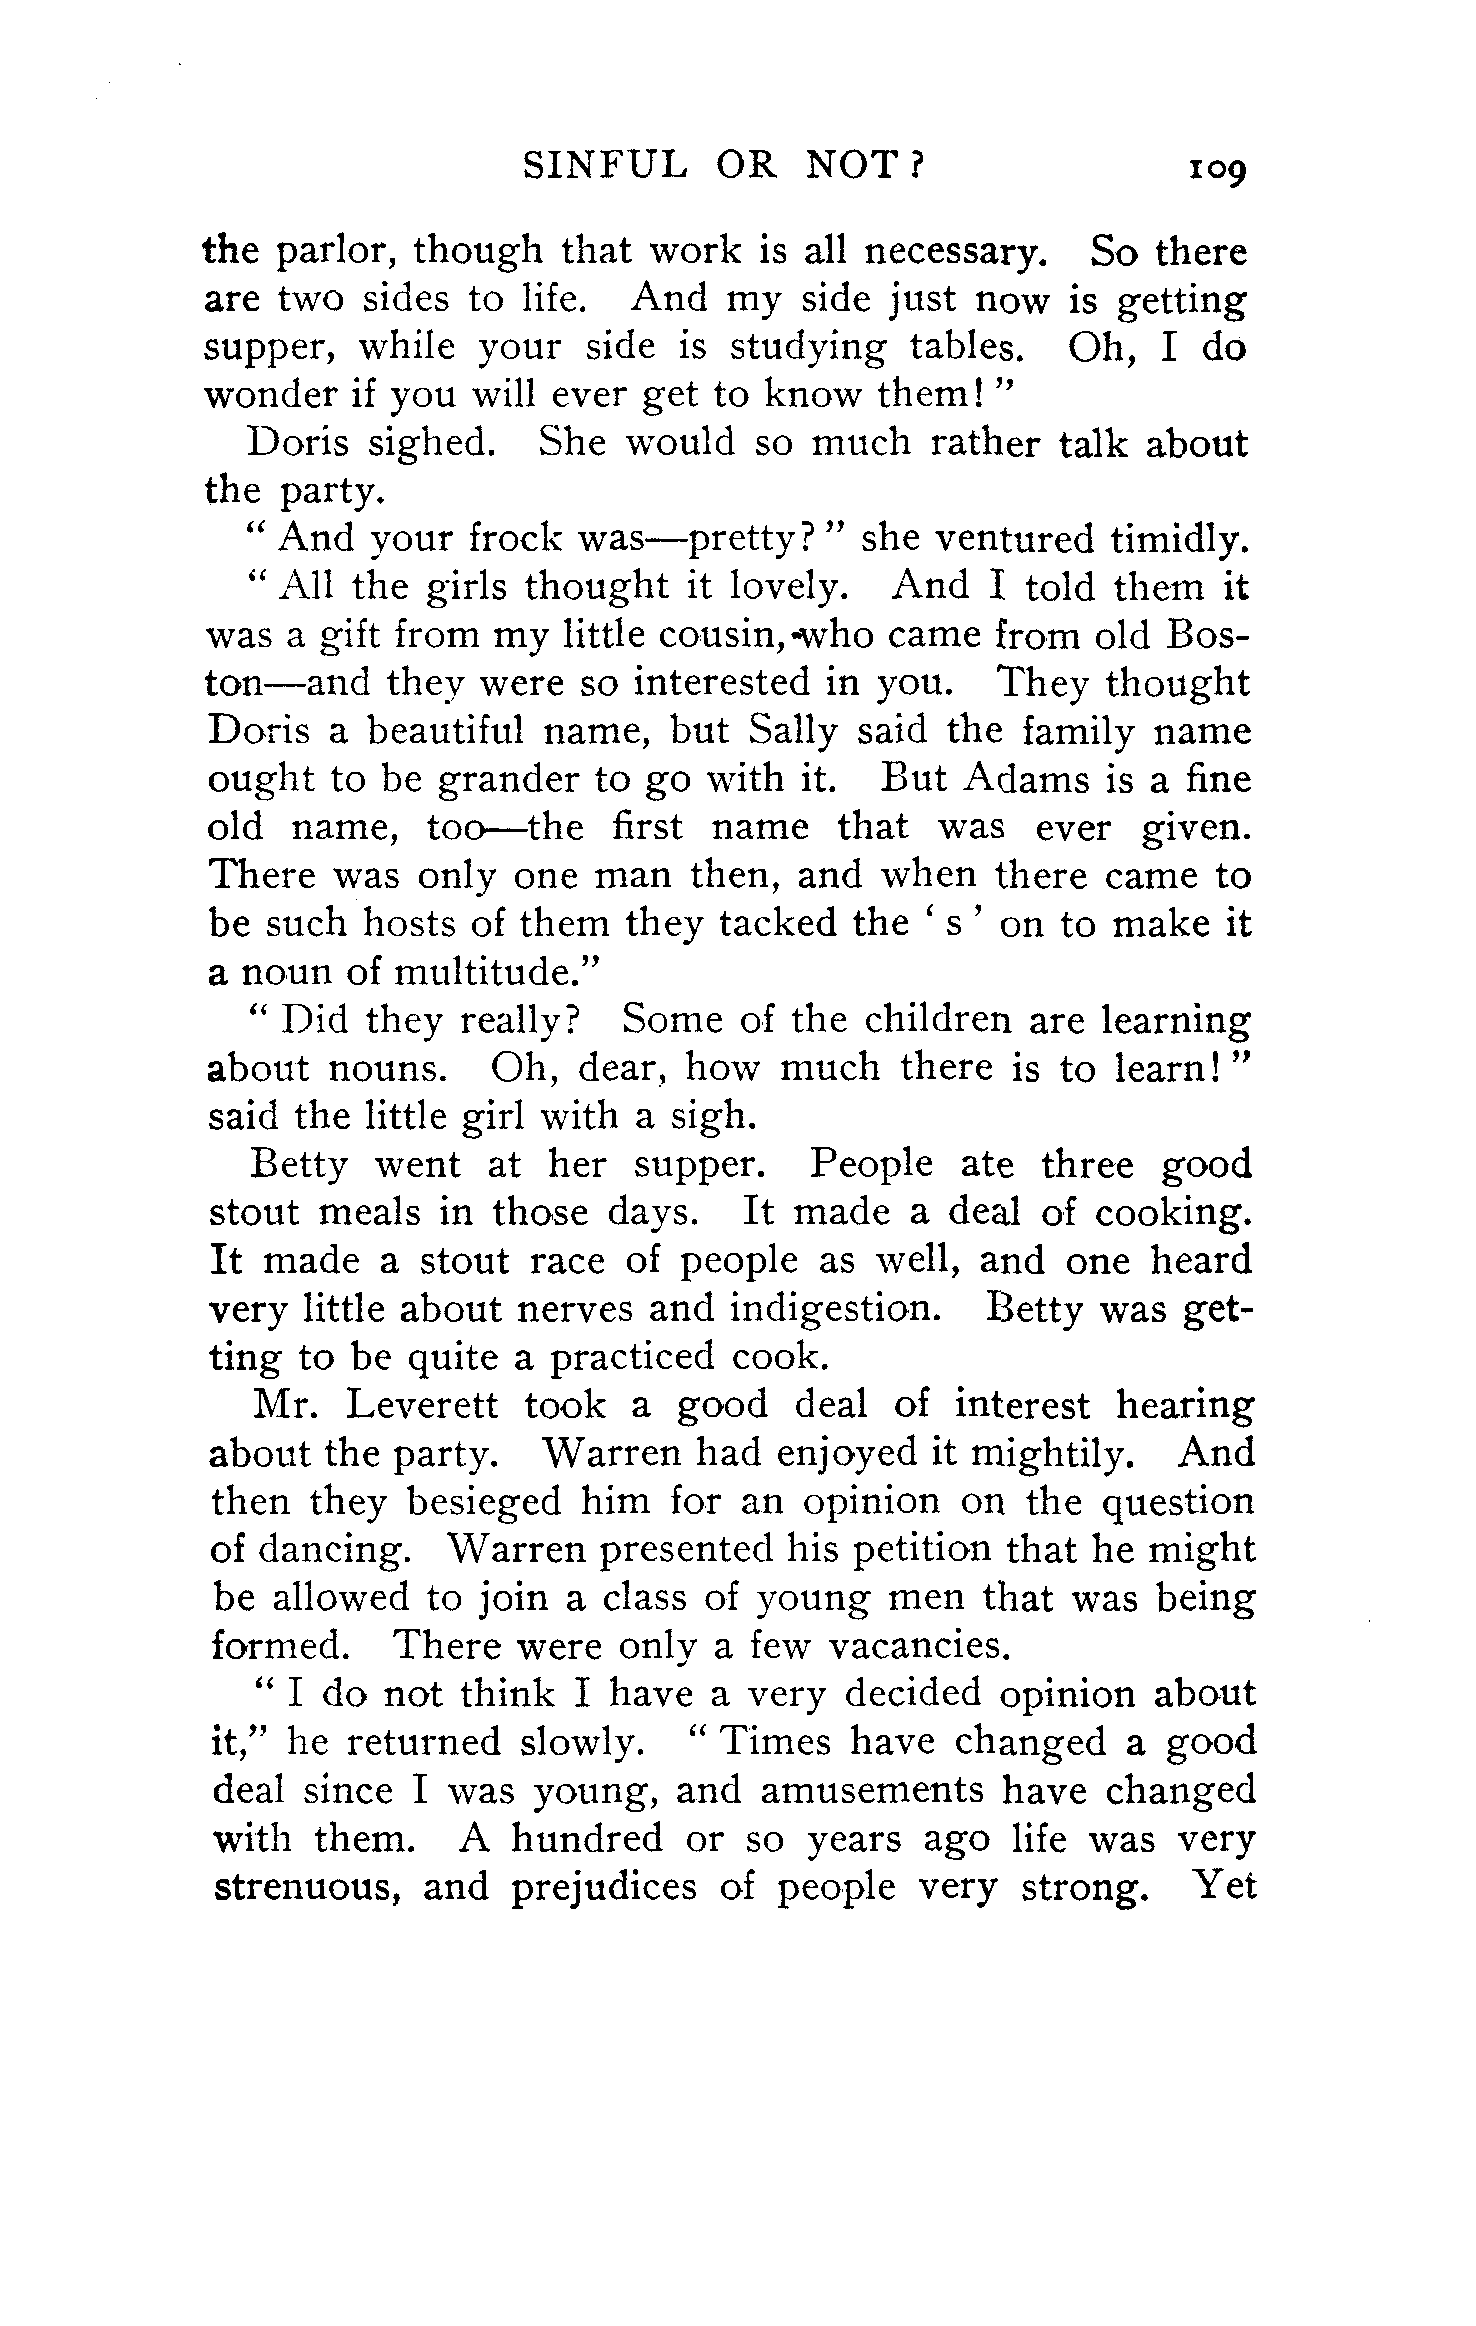 SINFUL OR NOT? 109
the parlor, though that work is all necessary. So there
are two sides to life. And my side just now is getting
supper, while your side is studying tables. Oh, I do
wonder if you will ever get to know them!"
Doris sighed. She would so much rather talk about
the party.
"And your frock was—pretty?" she ventured timidly.
"All the girls thought it lovely. And I told them it
was a gift from my little cousin, who came from old Bos-
ton—and they were so interested in you. They thought
Doris a beautiful name, but Sally said the family name
ought to be grander to go with it. But Adams is a fine
old name, too—the first name that was ever given.
There was only one man then, and when there came to
be such hosts of them they tacked the 's' on to make it
a noun of multitude."
"Did they really? Some of the children are learning
about nouns. Oh, dear, how much there is to learn!"
said the little girl with a sigh.
Betty went at her supper. People ate three good
stout meals in those days. It made a deal of cooking.
It made a stout race of people as well, and one heard
very little about nerves and indigestion. Betty was get-
ting to be quite a practiced cook.
Mr. Leverett took a good deal of interest hearing
about the party. Warren had enjoyed it mightily. And
then they besieged him for an opinion on the question
of dancing. Warren presented his petition that he might
be allowed to join a class of young men that was being
formed. There were only a few vacancies.
"I do not think I have a very decided opinion about
it," he returned slowly. "Times have changed a good
deal since I was young, and amusements have changed
with them. A hundred or so years ago life was very
strenuous, and prejudices of people very strong. Yet